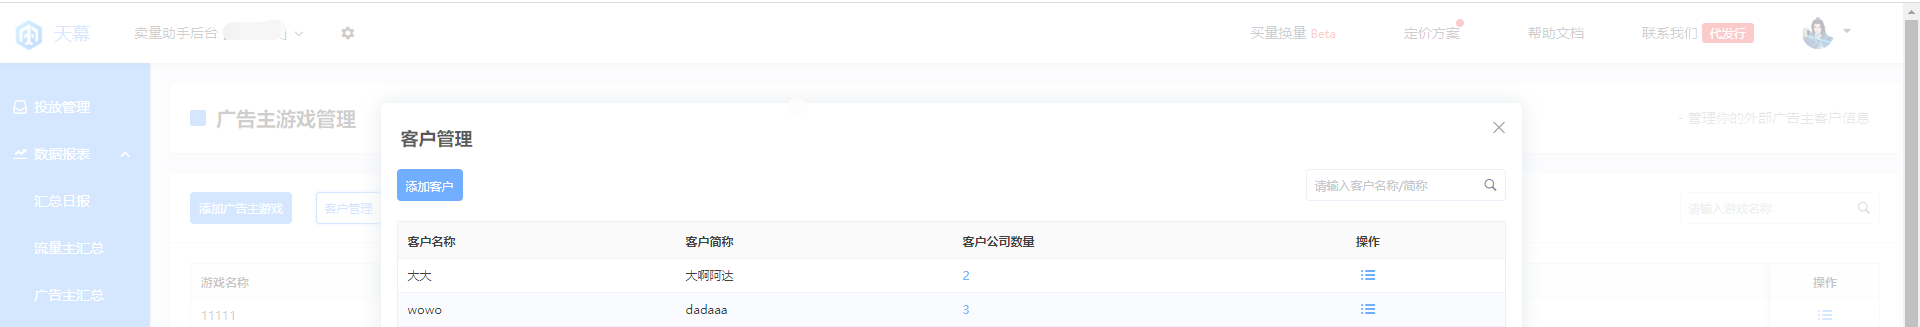 天幕
卖量助手后台
买量换量 Beta
定价方案
帮助文档
联系我们 代发行
投放管理
数据报表
汇总日报
流量主汇总
广告主汇总
广告主游戏管理
- 管理你的外部广告主客户信息
添加广告主游戏
客户管理
请输入游戏名称
游戏名称
操作
11111
客户管理
添加客户
请输入客户名称/简称
客户名称 客户简称 客户公司数量 操作
大大 大啊阿达 2
wowo dadaaa 3